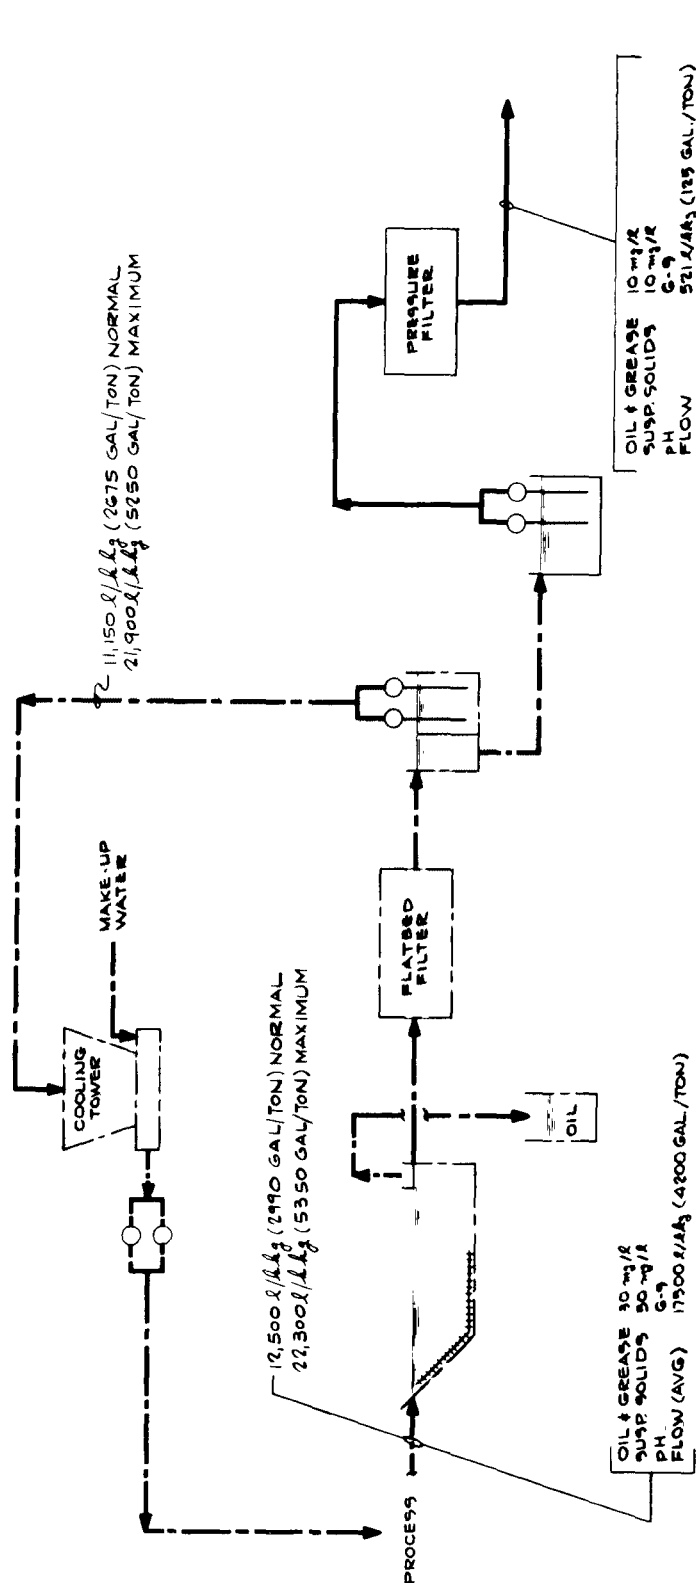 11,150 l/kkg (2675 GAL/TON) NORMAL
21,900 l/kkg (5250 GAL/TON) MAXIMUM
COOLING
TOWER
MAKE-UP
WATER
PRESSURE
FILTER
12,500 l/kkg (2990 GAL/TON) NORMAL
22,300 l/kkg (5350 GAL/TON) MAXIMUM
FLATBED
FILTER
OIL
PROCESS
OIL & GREASE 30 mg/l
SUSP. SOLIDS 50 mg/l
PH 6-9
FLOW (AVG) 17500 l/kkg (4200 GAL./TON)
OIL & GREASE 10 mg/l
SUSP. SOLIDS 10 mg/l
PH 6-9
FLOW 521 l/kkg (125 GAL./TON)